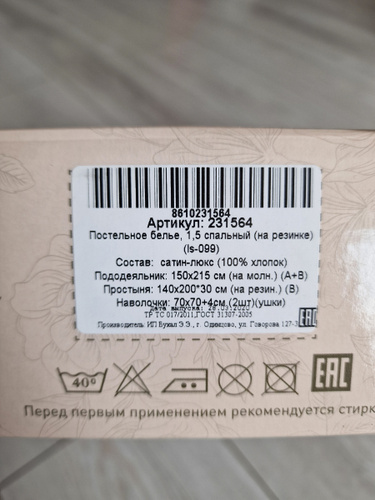 8610231564
Артикул: 231564
Постельное белье, 1,5 спальный (на резинке)
(ls-099)
Состав: сатин-люкс (100% хлопок)
Пододеяльник: 150х215 см (на молн.) (А+В)
Простыня: 140х200*30 см (на резин.) (В)
Наволочки: 70х70+4см (2шт)(ушки)
Дата выпуска:
ТР ТС 017/2011,ГОСТ 31307-2005
Производитель: ИП Букал Э.Э., г. Одинцово, ул. Говорова
EAC
40°
EAC
Перед первым применением рекомендуется стирк